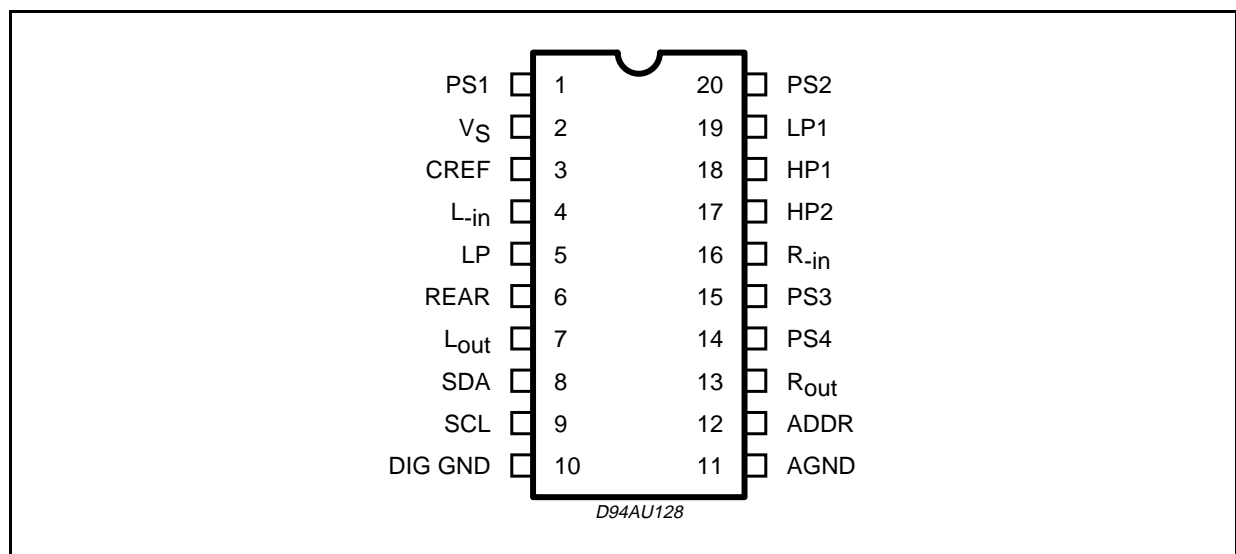 PS1 1 20 PS2
VS 2 19 LP1
CREF 3 18 HP1
L-in 4 17 HP2
LP 5 16 R-in
REAR 6 15 PS3
Lout 7 14 PS4
SDA 8 13 Rout
SCL 9 12 ADDR
DIG GND 10 11 AGND
D94AU128